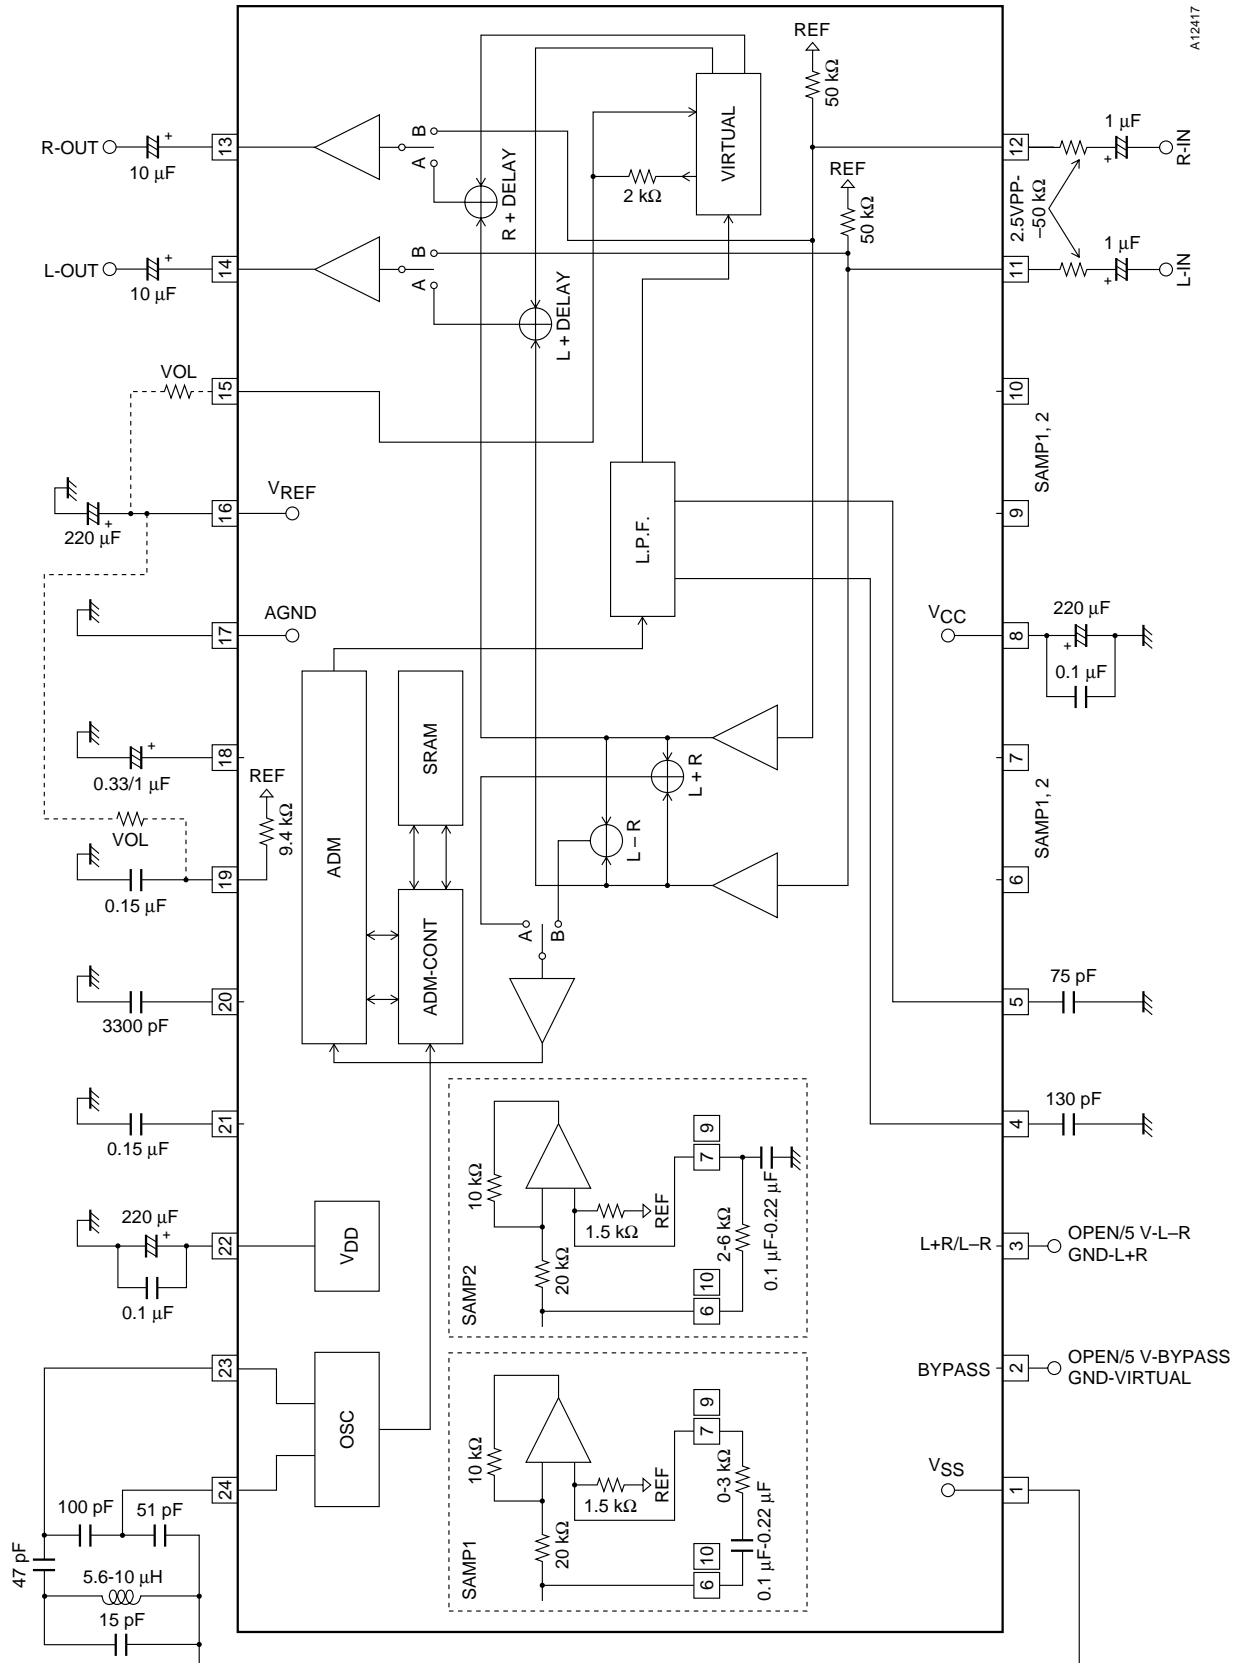 A12417
R-OUT
+
10 µF
13
L-OUT
+
10 µF
14
VOL
15
VREF
+
220 µF
16
AGND
17
+
0.33/1 µF
18
REF
9.4 kΩ
VOL
0.15 µF
19
3300 pF
20
0.15 µF
21
220 µF
+
0.1 µF
22
VDD
23
OSC
24
100 pF
51 pF
47 pF
5.6-10 µH
15 pF
A
B
A
B
R + DELAY
L + DELAY
2 kΩ
VIRTUAL
REF
50 kΩ
REF
50 kΩ
L.P.F.
ADM
SRAM
ADM-CONT
L + R
L – R
A
B
12
1 µF
+
R-IN
2.5VPP-
–50 kΩ
11
1 µF
+
L-IN
10
SAMP1, 2
9
VCC
8
220 µF
+
0.1 µF
7
SAMP1, 2
6
75 pF
5
130 pF
4
L+R/L–R
3
OPEN/5 V-L–R
GND-L+R
BYPASS
2
OPEN/5 V-BYPASS
GND-VIRTUAL
VSS
1
SAMP2
10 kΩ
20 kΩ
1.5 kΩ
REF
7
9
6
10
2-6 kΩ
0.1 µF-0.22 µF
SAMP1
10 kΩ
20 kΩ
1.5 kΩ
REF
7
9
6
10
0-3 kΩ
0.1 µF-0.22 µF